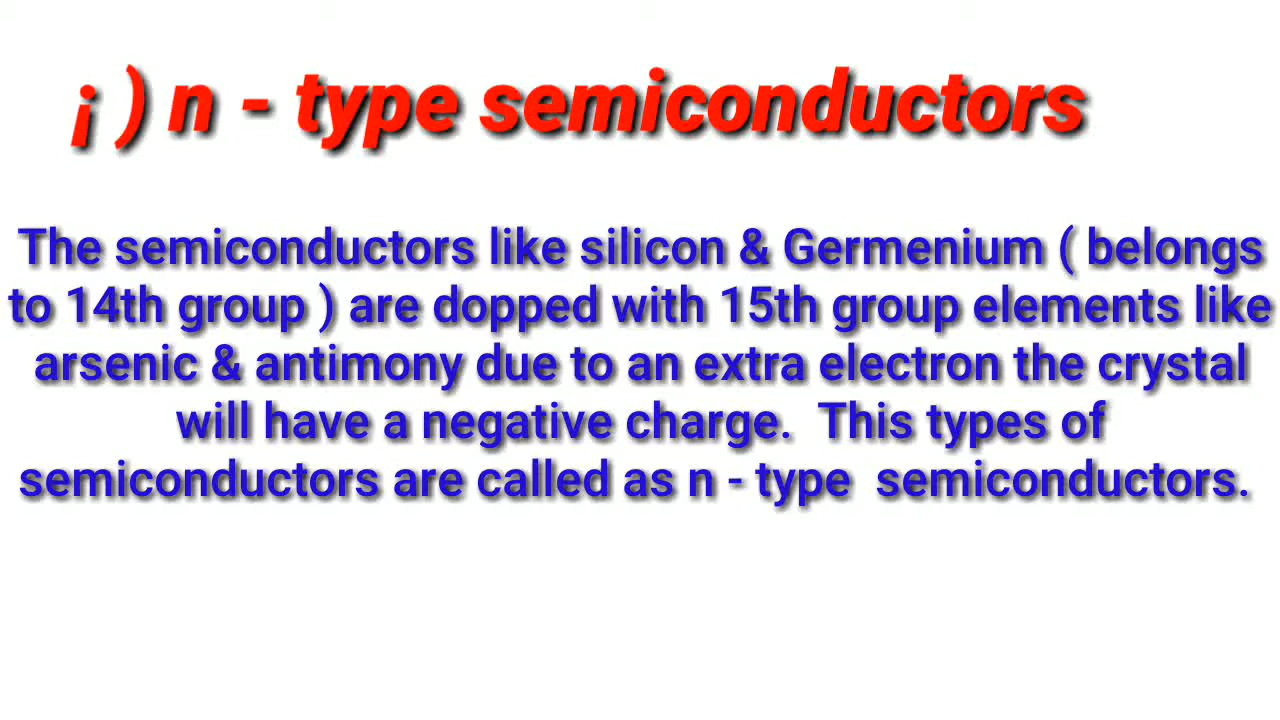 ¡ ) n - type semiconductors
The semiconductors like silicon & Germenium ( belongs
to 14th group ) are dopped with 15th group elements like
arsenic & antimony due to an extra electron the crystal
will have a negative charge. This types of
semiconductors are called as n - type semiconductors.